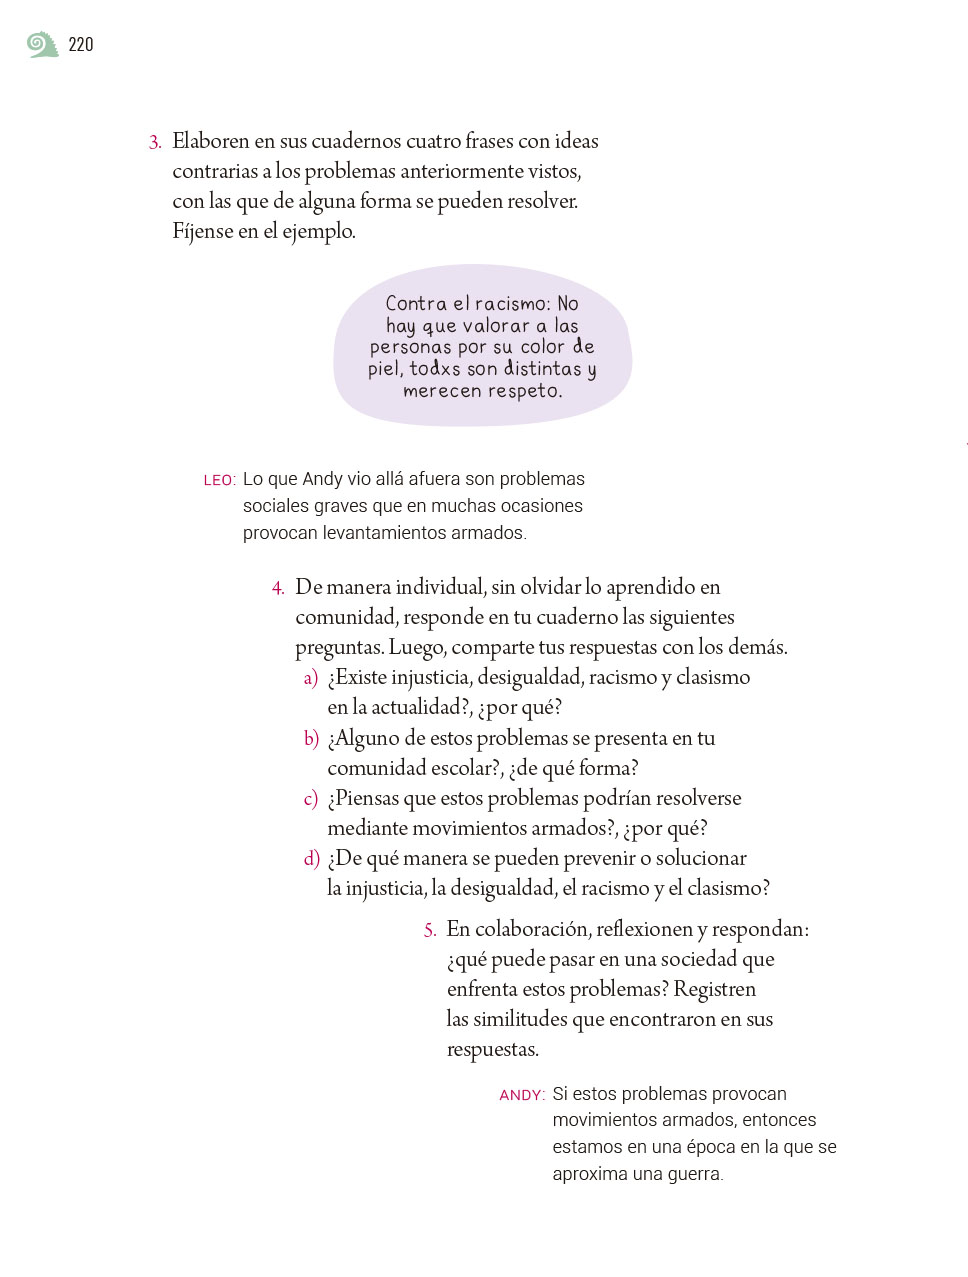 220
3. Elaboren en sus cuadernos cuatro frases con ideas
contrarias a los problemas anteriormente vistos,
con las que de alguna forma se pueden resolver.
Fíjense en el ejemplo.
Contra el racismo: No
hay que valorar a las
personas por su color de
piel, todxs son distintas y
merecen respeto.
LEO: Lo que Andy vio allá afuera son problemas
sociales graves que en muchas ocasiones
provocan levantamientos armados.
4. De manera individual, sin olvidar lo aprendido en
comunidad, responde en tu cuaderno las siguientes
preguntas. Luego, comparte tus respuestas con los demás.
a) ¿Existe injusticia, desigualdad, racismo y clasismo
en la actualidad?, ¿por qué?
b) ¿Alguno de estos problemas se presenta en tu
comunidad escolar?, ¿de qué forma?
c) ¿Piensas que estos problemas podrían resolverse
mediante movimientos armados?, ¿por qué?
d) ¿De qué manera se pueden prevenir o solucionar
la injusticia, la desigualdad, el racismo y el clasismo?
5. En colaboración, reflexionen y respondan:
¿qué puede pasar en una sociedad que
enfrenta estos problemas? Registren
las similitudes que encontraron en sus
respuestas.
ANDY: Si estos problemas provocan
movimientos armados, entonces
estamos en una época en la que se
aproxima una guerra.